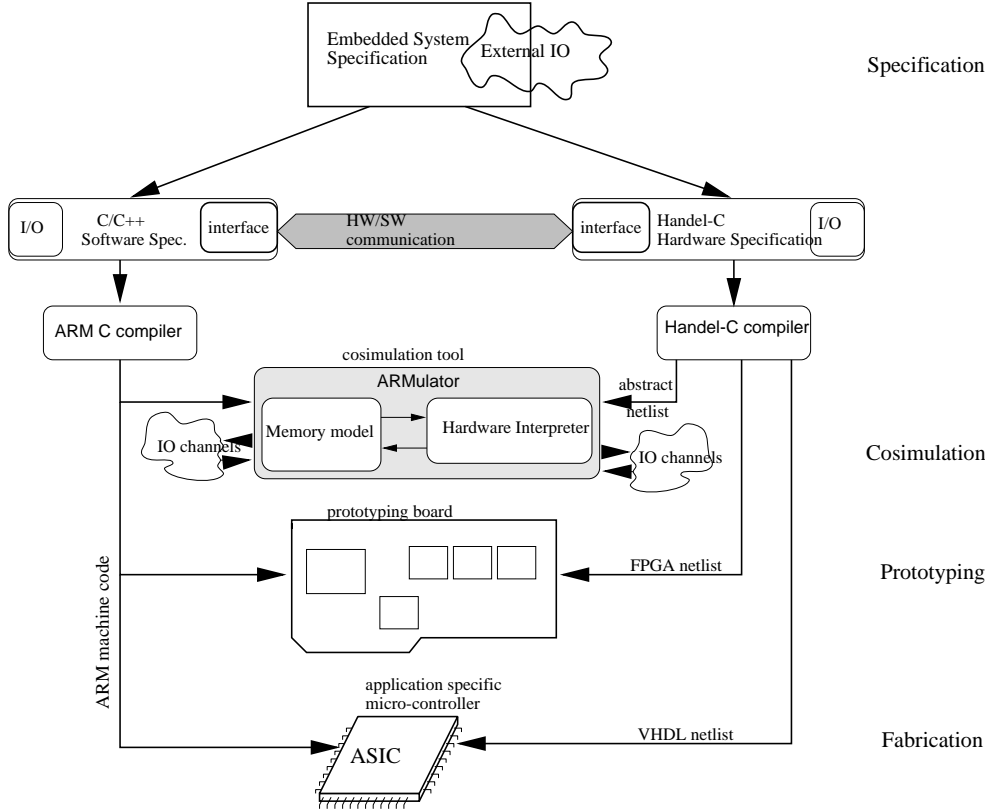 Embedded System
Specification
External IO
Specification
I/O
C/C++
Software Spec.
interface
HW/SW
communication
interface
Handel-C
Hardware Specification
I/O
ARM C compiler
Handel-C compiler
cosimulation tool
ARMulator
abstract
netlist
Memory model
Hardware Interpreter
IO channels
IO channels
Cosimulation
prototyping board
FPGA netlist
Prototyping
ARM machine code
application specific
micro-controller
ASIC
VHDL netlist
Fabrication